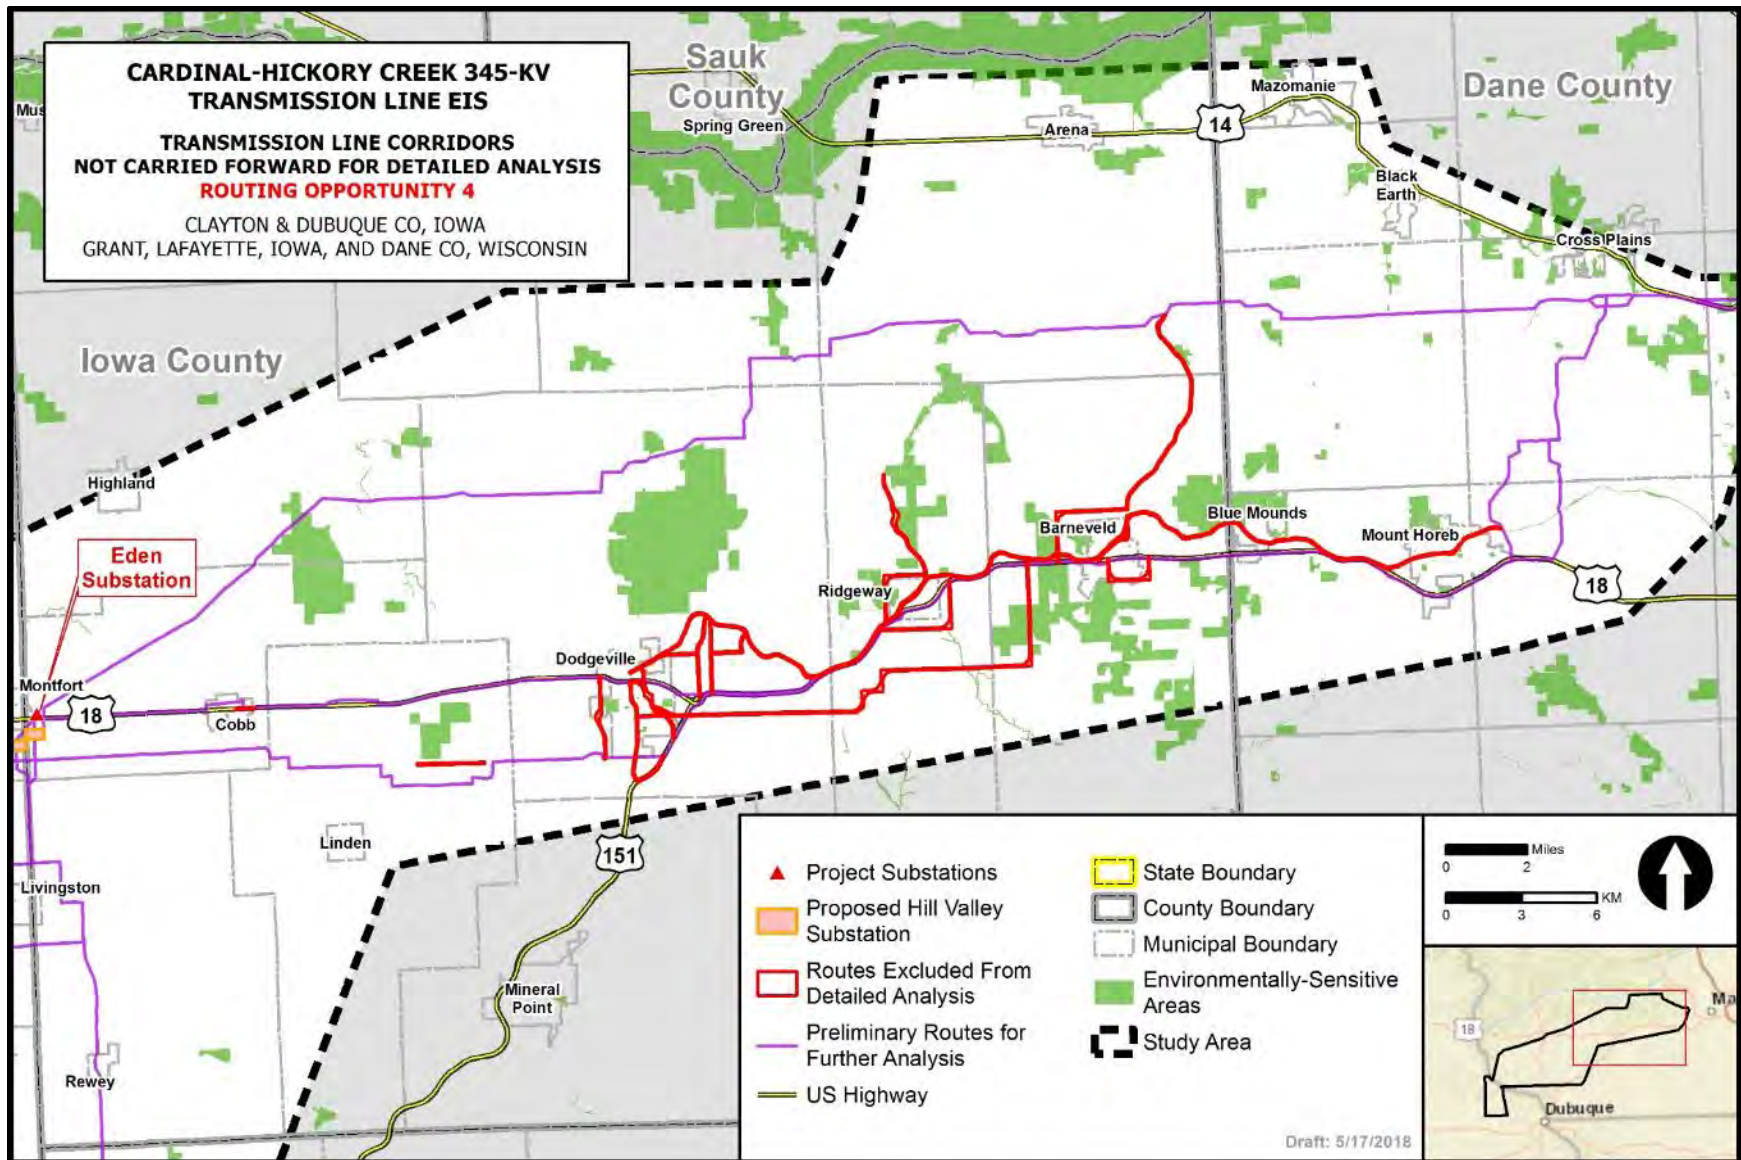 CARDINAL-HICKORY CREEK 345-KV
TRANSMISSION LINE EIS
TRANSMISSION LINE CORRIDORS
NOT CARRIED FORWARD FOR DETAILED ANALYSIS
ROUTING OPPORTUNITY 4
CLAYTON & DUBUQUE CO, IOWA
GRANT, LAFAYETTE, IOWA, AND DANE CO, WISCONSIN
Mus
Sauk
County
Spring Green
Arena
14
Mazomanie
Dane County
Black
Earth
Cross Plains
Iowa County
Highland
Eden
Substation
Barneveld
Blue Mounds
Mount Horeb
Ridgeway
18
Dodgeville
Montfort
18
Cobb
Linden
151
Livingston
Mineral
Point
Rewey
Project Substations
Proposed Hill Valley
Substation
Routes Excluded From
Detailed Analysis
Preliminary Routes for
Further Analysis
US Highway
State Boundary
County Boundary
Municipal Boundary
Environmentally-Sensitive
Areas
Study Area
Draft: 5/17/2018
Miles
0 2
KM
0 3 6
18
Ma
Dubuque